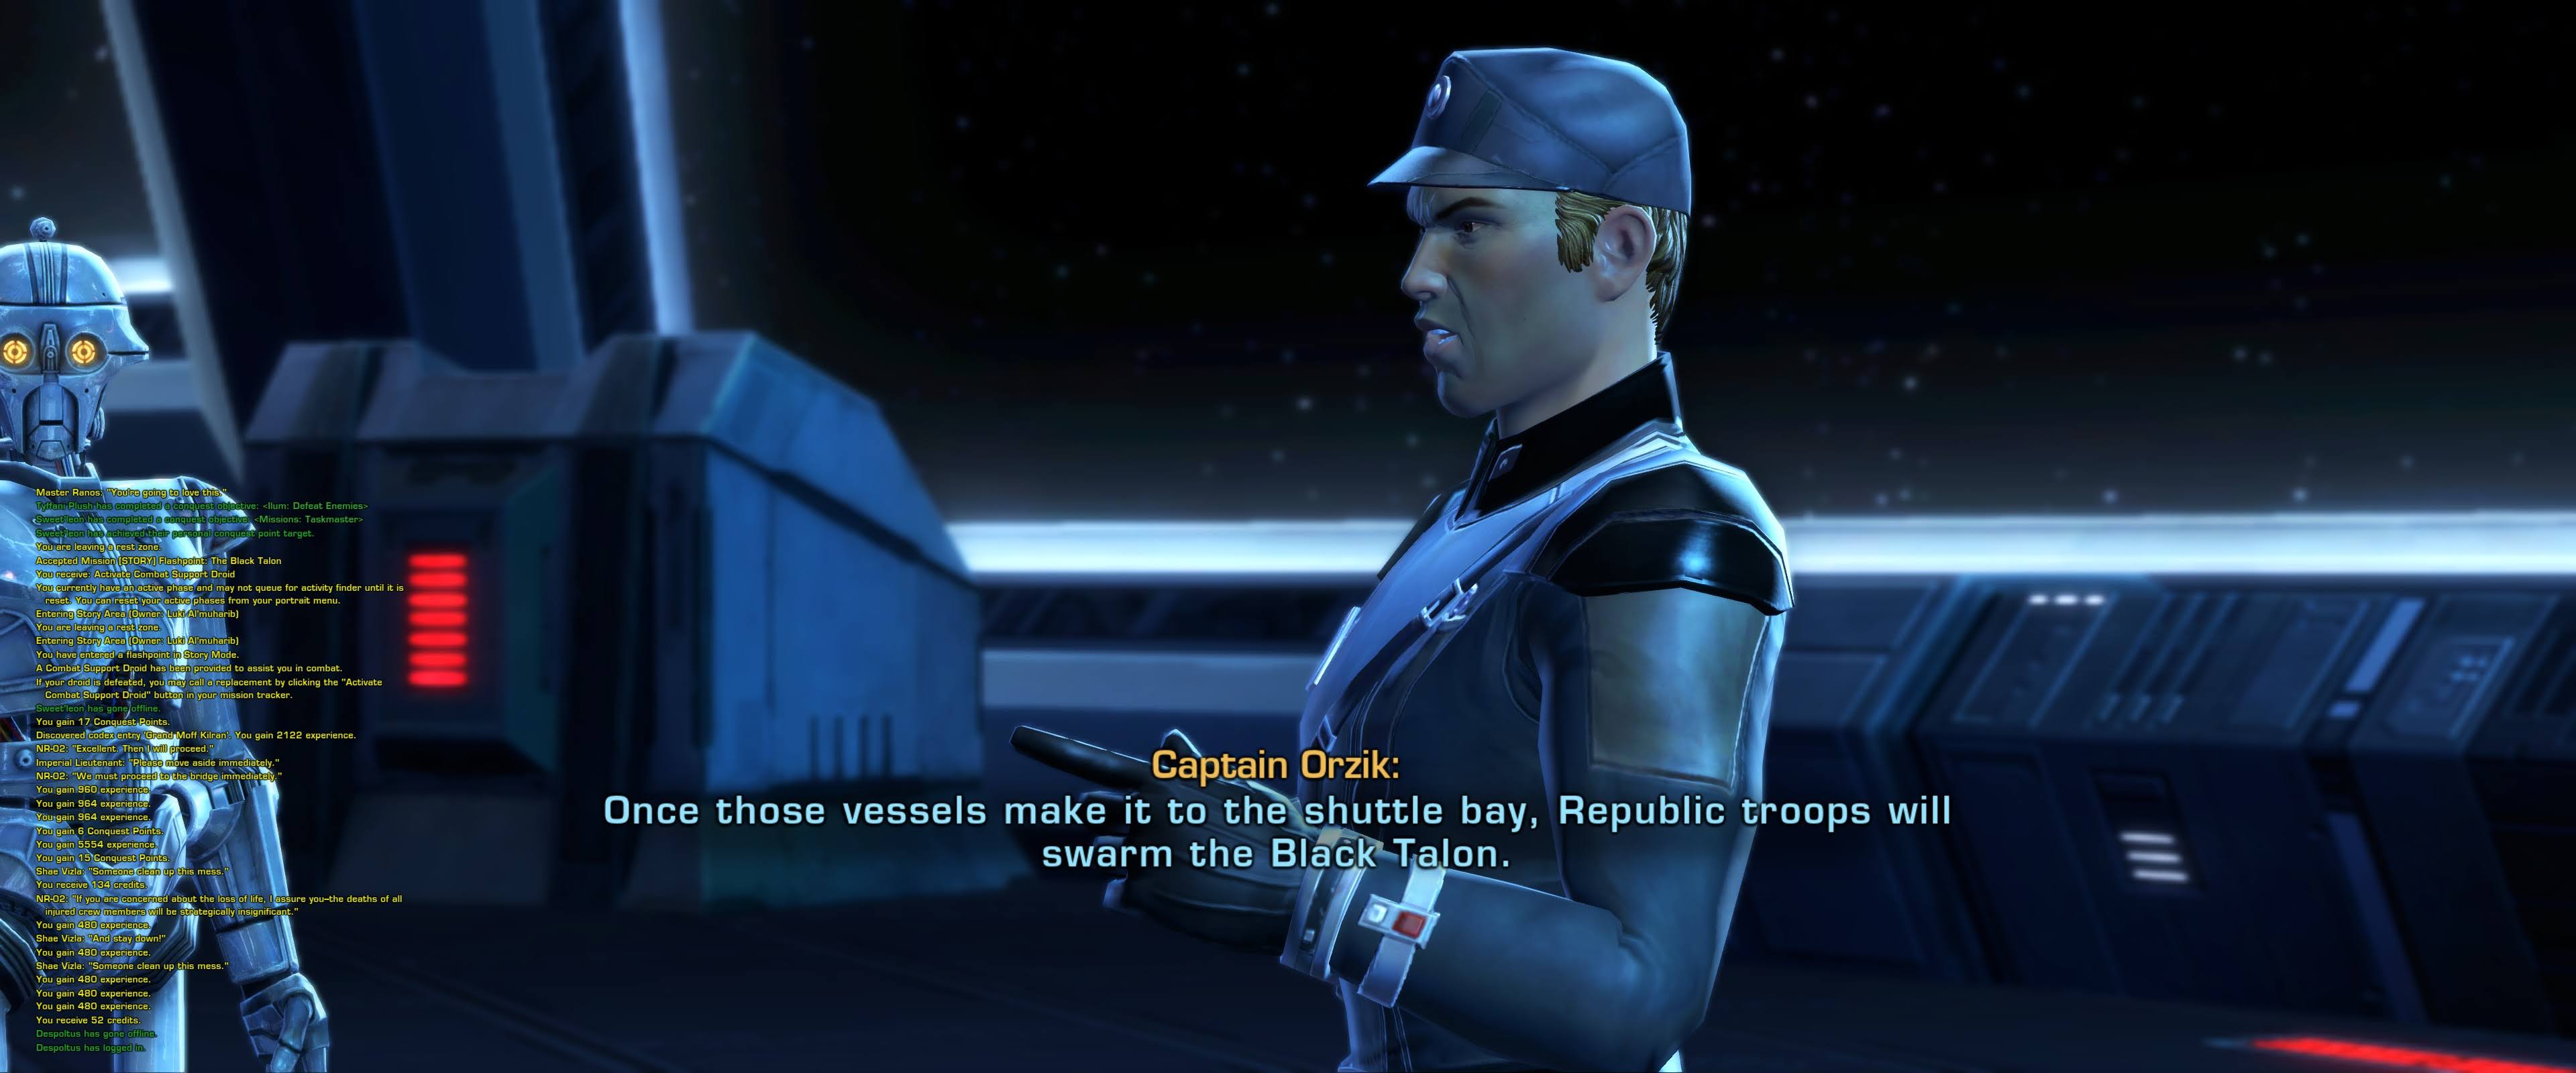 Master Ranos: "You're going to love this."
Tyffani Plush has completed a conquest objective: <Ilum: Defeat Enemies>
Sweet'leon has completed a conquest objective: <Missions: Taskmaster>
Sweet'leon has achieved their personal conquest point target.
You are leaving a rest zone.
Accepted Mission [STORY] Flashpoint: The Black Talon
You receive: Activate Combat Support Droid
You currently have an active phase and may not queue for activity finder until it is
reset. You can reset your active phases from your portrait menu.
Entering Story Area (Owner: Luki Al'muharib)
You are leaving a rest zone.
Entering Story Area (Owner: Luki Al'muharib)
You have entered a flashpoint in Story Mode.
A Combat Support Droid has been provided to assist you in combat.
If your droid is defeated, you may call a replacement by clicking the "Activate
Combat Support Droid" button in your mission tracker.
Sweet'leon has gone offline.
You gain 17 Conquest Points.
Discovered codex entry 'Grand Moff Kilran'. You gain 2122 experience.
NR-02: "Excellent. Then I will proceed."
Imperial Lieutenant: "Please move aside immediately."
NR-02: "We must proceed to the bridge immediately."
You gain 960 experience.
You gain 964 experience.
You gain 964 experience.
You gain 6 Conquest Points.
You gain 5554 experience.
You gain 15 Conquest Points.
Shae Vizla: "Someone clean up this mess."
You receive 134 credits.
NR-02: "If you are concerned about the loss of life, I assure you–the deaths of all
injured crew members will be strategically insignificant."
You gain 480 experience.
Shae Vizla: "And stay down!"
You gain 480 experience.
Shae Vizla: "Someone clean up this mess."
You gain 480 experience.
You gain 480 experience.
You gain 480 experience.
You receive 52 credits.
Despoltus has gone offline.
Despoltus has logged in.
Captain Orzik:
Once those vessels make it to the shuttle bay, Republic troops will
swarm the Black Talon.